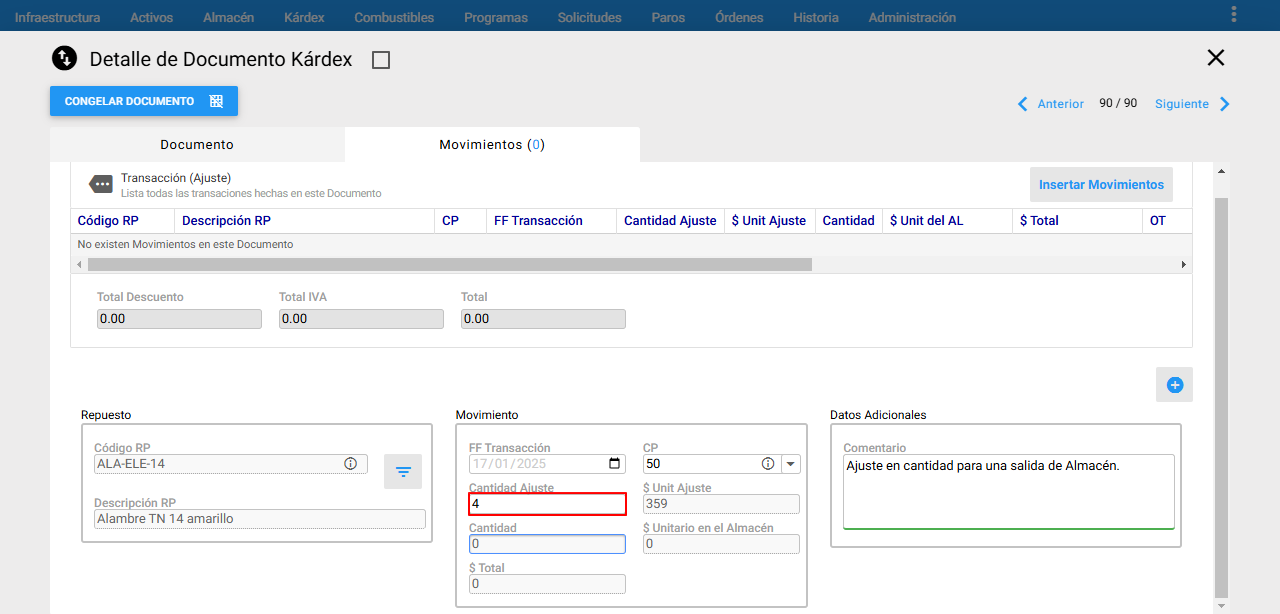 Infraestructura Activos Almacén Kárdex Combustibles Programas Solicitudes Paros Órdenes Historia Administración
Detalle de Documento Kárdex
CONGELAR DOCUMENTO
Anterior 90 / 90 Siguiente
Documento Movimientos (0)
Transacción (Ajuste)
Lista todas las transaciones hechas en este Documento
Insertar Movimientos
Código RP Descripción RP CP FF Transacción Cantidad Ajuste $ Unit Ajuste Cantidad $ Unit del AL $ Total OT
No existen Movimientos en este Documento
Total Descuento Total IVA Total
0.00 0.00 0.00
Repuesto
Código RP
ALA-ELE-14
Descripción RP
Alambre TN 14 amarillo
Movimiento
FF Transacción CP
17/01/2025 50
Cantidad Ajuste $ Unit Ajuste
4 359
Cantidad $ Unitario en el Almacén
0 0
$ Total
0
Datos Adicionales
Comentario
Ajuste en cantidad para una salida de Almacén.